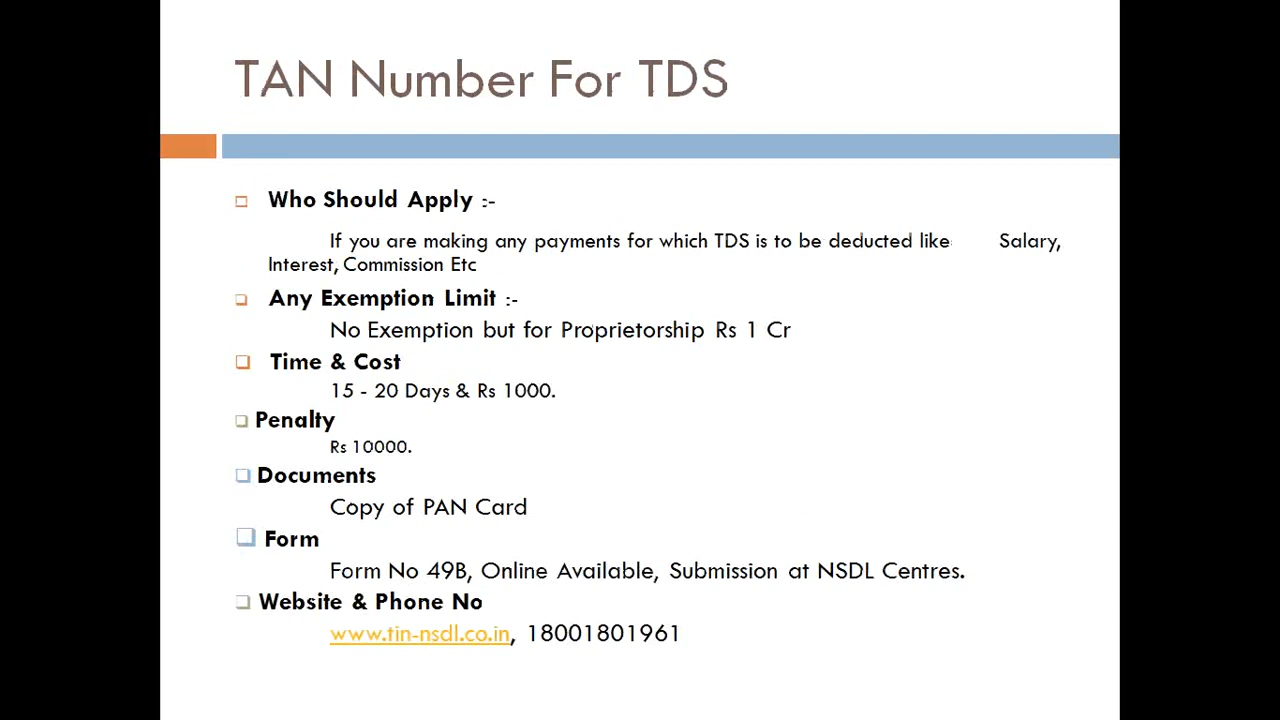 TAN Number For TDS
Who Should Apply :-
If you are making any payments for which TDS is to be deducted like Salary,
Interest, Commission Etc
Any Exemption Limit :-
No Exemption but for Proprietorship Rs 1 Cr
Time & Cost
15 - 20 Days & Rs 1000.
Penalty
Rs 10000.
Documents
Copy of PAN Card
Form
Form No 49B, Online Available, Submission at NSDL Centres.
Website & Phone No
www.tin-nsdl.co.in, 18001801961